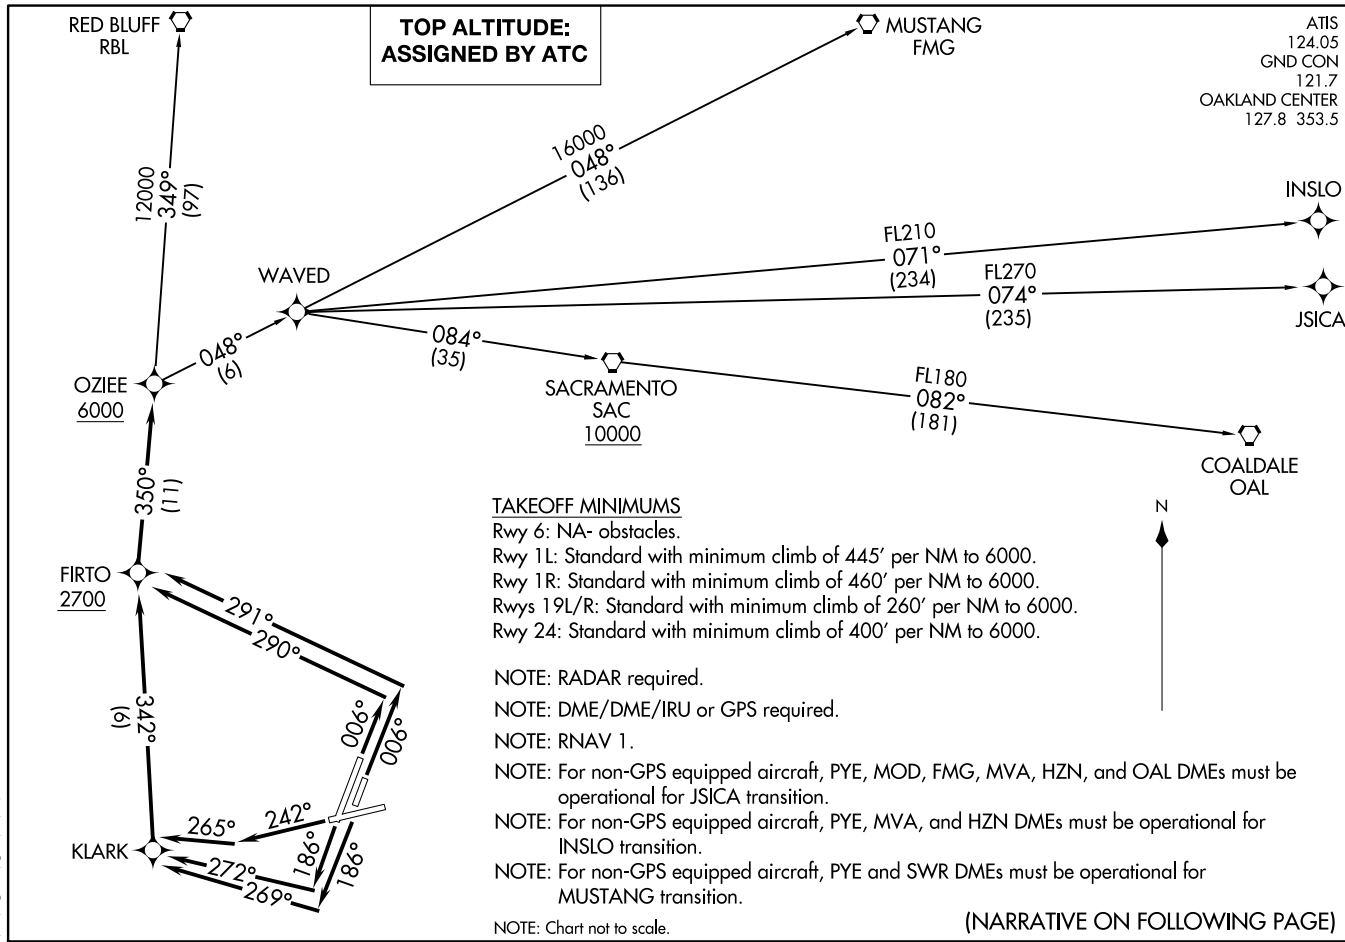 RED BLUFF
RBL
TOP ALTITUDE:
ASSIGNED BY ATC
MUSTANG
FMG
ATIS
124.05
GND CON
121.7
OAKLAND CENTER
127.8 353.5
12000
349°
(97)
16000
048°
(136)
INSLO
FL210
071°
(234)
WAVED
FL270
074°
(235)
JSICA
048°
(6)
084°
(35)
OZIEE
6000
SACRAMENTO
SAC
10000
FL180
082°
(181)
COALDALE
OAL
350°
(11)
FIRTO
2700
291°
290°
342°
(9)
006°
006°
242°
265°
KLARK
186°
186°
272°
269°
N
TAKEOFF MINIMUMS
Rwy 6: NA- obstacles.
Rwy 1L: Standard with minimum climb of 445' per NM to 6000.
Rwy 1R: Standard with minimum climb of 460' per NM to 6000.
Rwys 19L/R: Standard with minimum climb of 260' per NM to 6000.
Rwy 24: Standard with minimum climb of 400' per NM to 6000.
NOTE: RADAR required.
NOTE: DME/DME/IRU or GPS required.
NOTE: RNAV 1.
NOTE: For non-GPS equipped aircraft, PYE, MOD, FMG, MVA, HZN, and OAL DMEs must be
operational for JSICA transition.
NOTE: For non-GPS equipped aircraft, PYE, MVA, and HZN DMEs must be operational for
INSLO transition.
NOTE: For non-GPS equipped aircraft, PYE and SWR DMEs must be operational for
MUSTANG transition.
NOTE: Chart not to scale.
(NARRATIVE ON FOLLOWING PAGE)